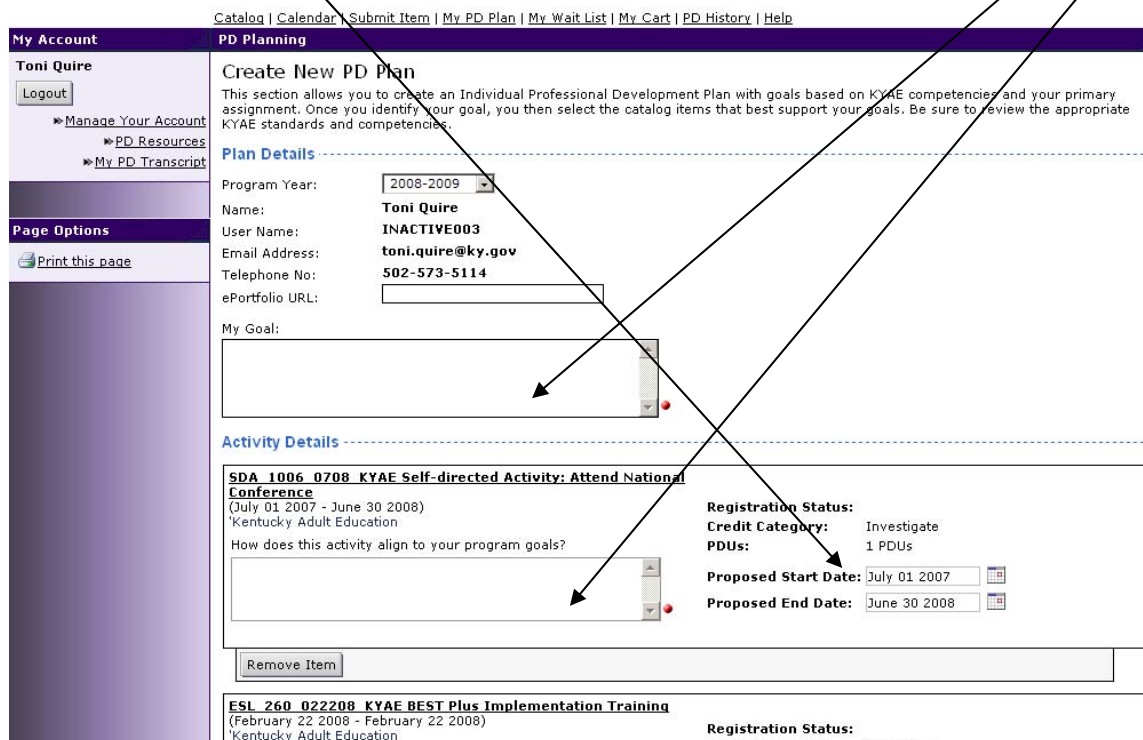 Catalog | Calendar | Submit Item | My PD Plan | My Wait List | My Cart | PD History | Help
My Account
PD Planning
Toni Quire
Logout
Manage Your Account
PD Resources
My PD Transcript
Page Options
Print this page
Create New PD Plan
This section allows you to create an Individual Professional Development Plan with goals based on KYAE competencies and your primary
assignment. Once you identify your goal, you then select the catalog items that best support your goals. Be sure to review the appropriate
KYAE standards and competencies.
Plan Details
Program Year: 2008-2009
Name: Toni Quire
User Name: INACTIVE003
Email Address: toni.quire@ky.gov
Telephone No: 502-573-5114
ePortfolio URL:
My Goal:
Activity Details
SDA_1006_0708 KYAE Self-directed Activity: Attend National
Conference
(July 01 2007 - June 30 2008)
'Kentucky Adult Education
How does this activity align to your program goals?
Registration Status:
Credit Category: Investigate
PDUs: 1 PDUs
Proposed Start Date: July 01 2007
Proposed End Date: June 30 2008
Remove Item
ESL_260_022208 KYAE BEST Plus Implementation Training
(February 22 2008 - February 22 2008)
'Kentucky Adult Education
Registration Status: